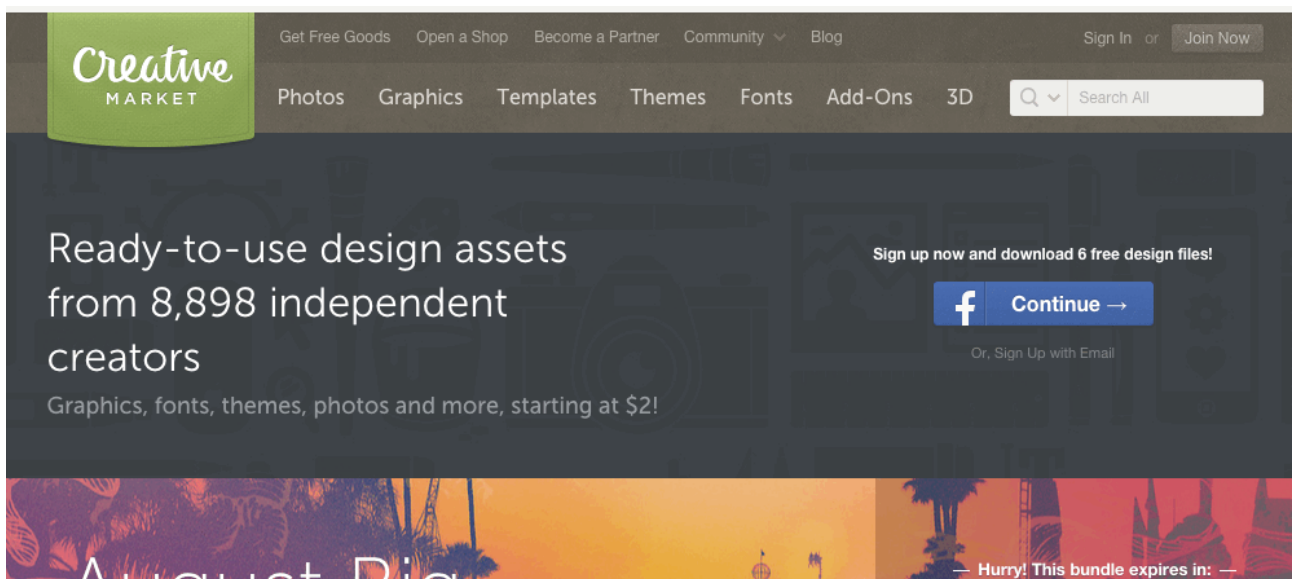 Creative
MARKET
Get Free Goods Open a Shop Become a Partner Community Blog
Sign In or Join Now
Photos Graphics Templates Themes Fonts Add-Ons 3D
Search All
Ready-to-use design assets
from 8,898 independent
creators
Graphics, fonts, themes, photos and more, starting at $2!
Sign up now and download 6 free design files!
f Continue →
Or, Sign Up with Email
August Big
— Hurry! This bundle expires in: —